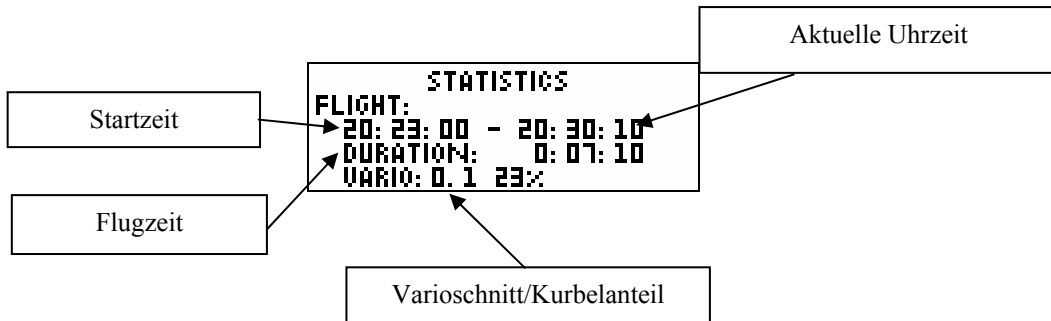 Aktuelle Uhrzeit
STATISTICS
FLIGHT:
Startzeit
20:23:00 - 20:30:10
DURATION: 0:07:10
VARIO: 0.1 23%
Flugzeit
Varioschnitt/Kurbelanteil